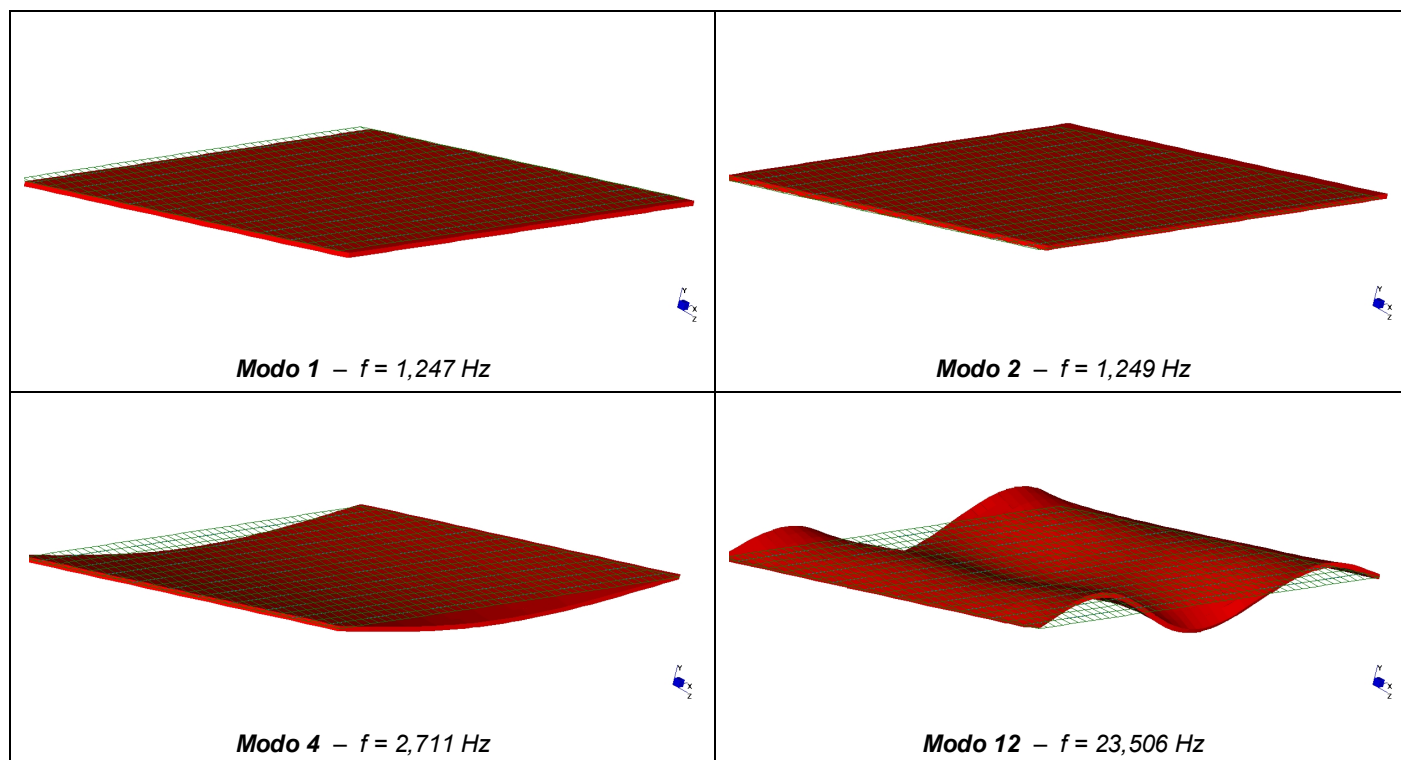 Y
X
Z
Modo 1 – f = 1,247 Hz
Y
X
Z
Modo 2 – f = 1,249 Hz
Y
X
Z
Modo 4 – f = 2,711 Hz
Y
X
Z
Modo 12 – f = 23,506 Hz